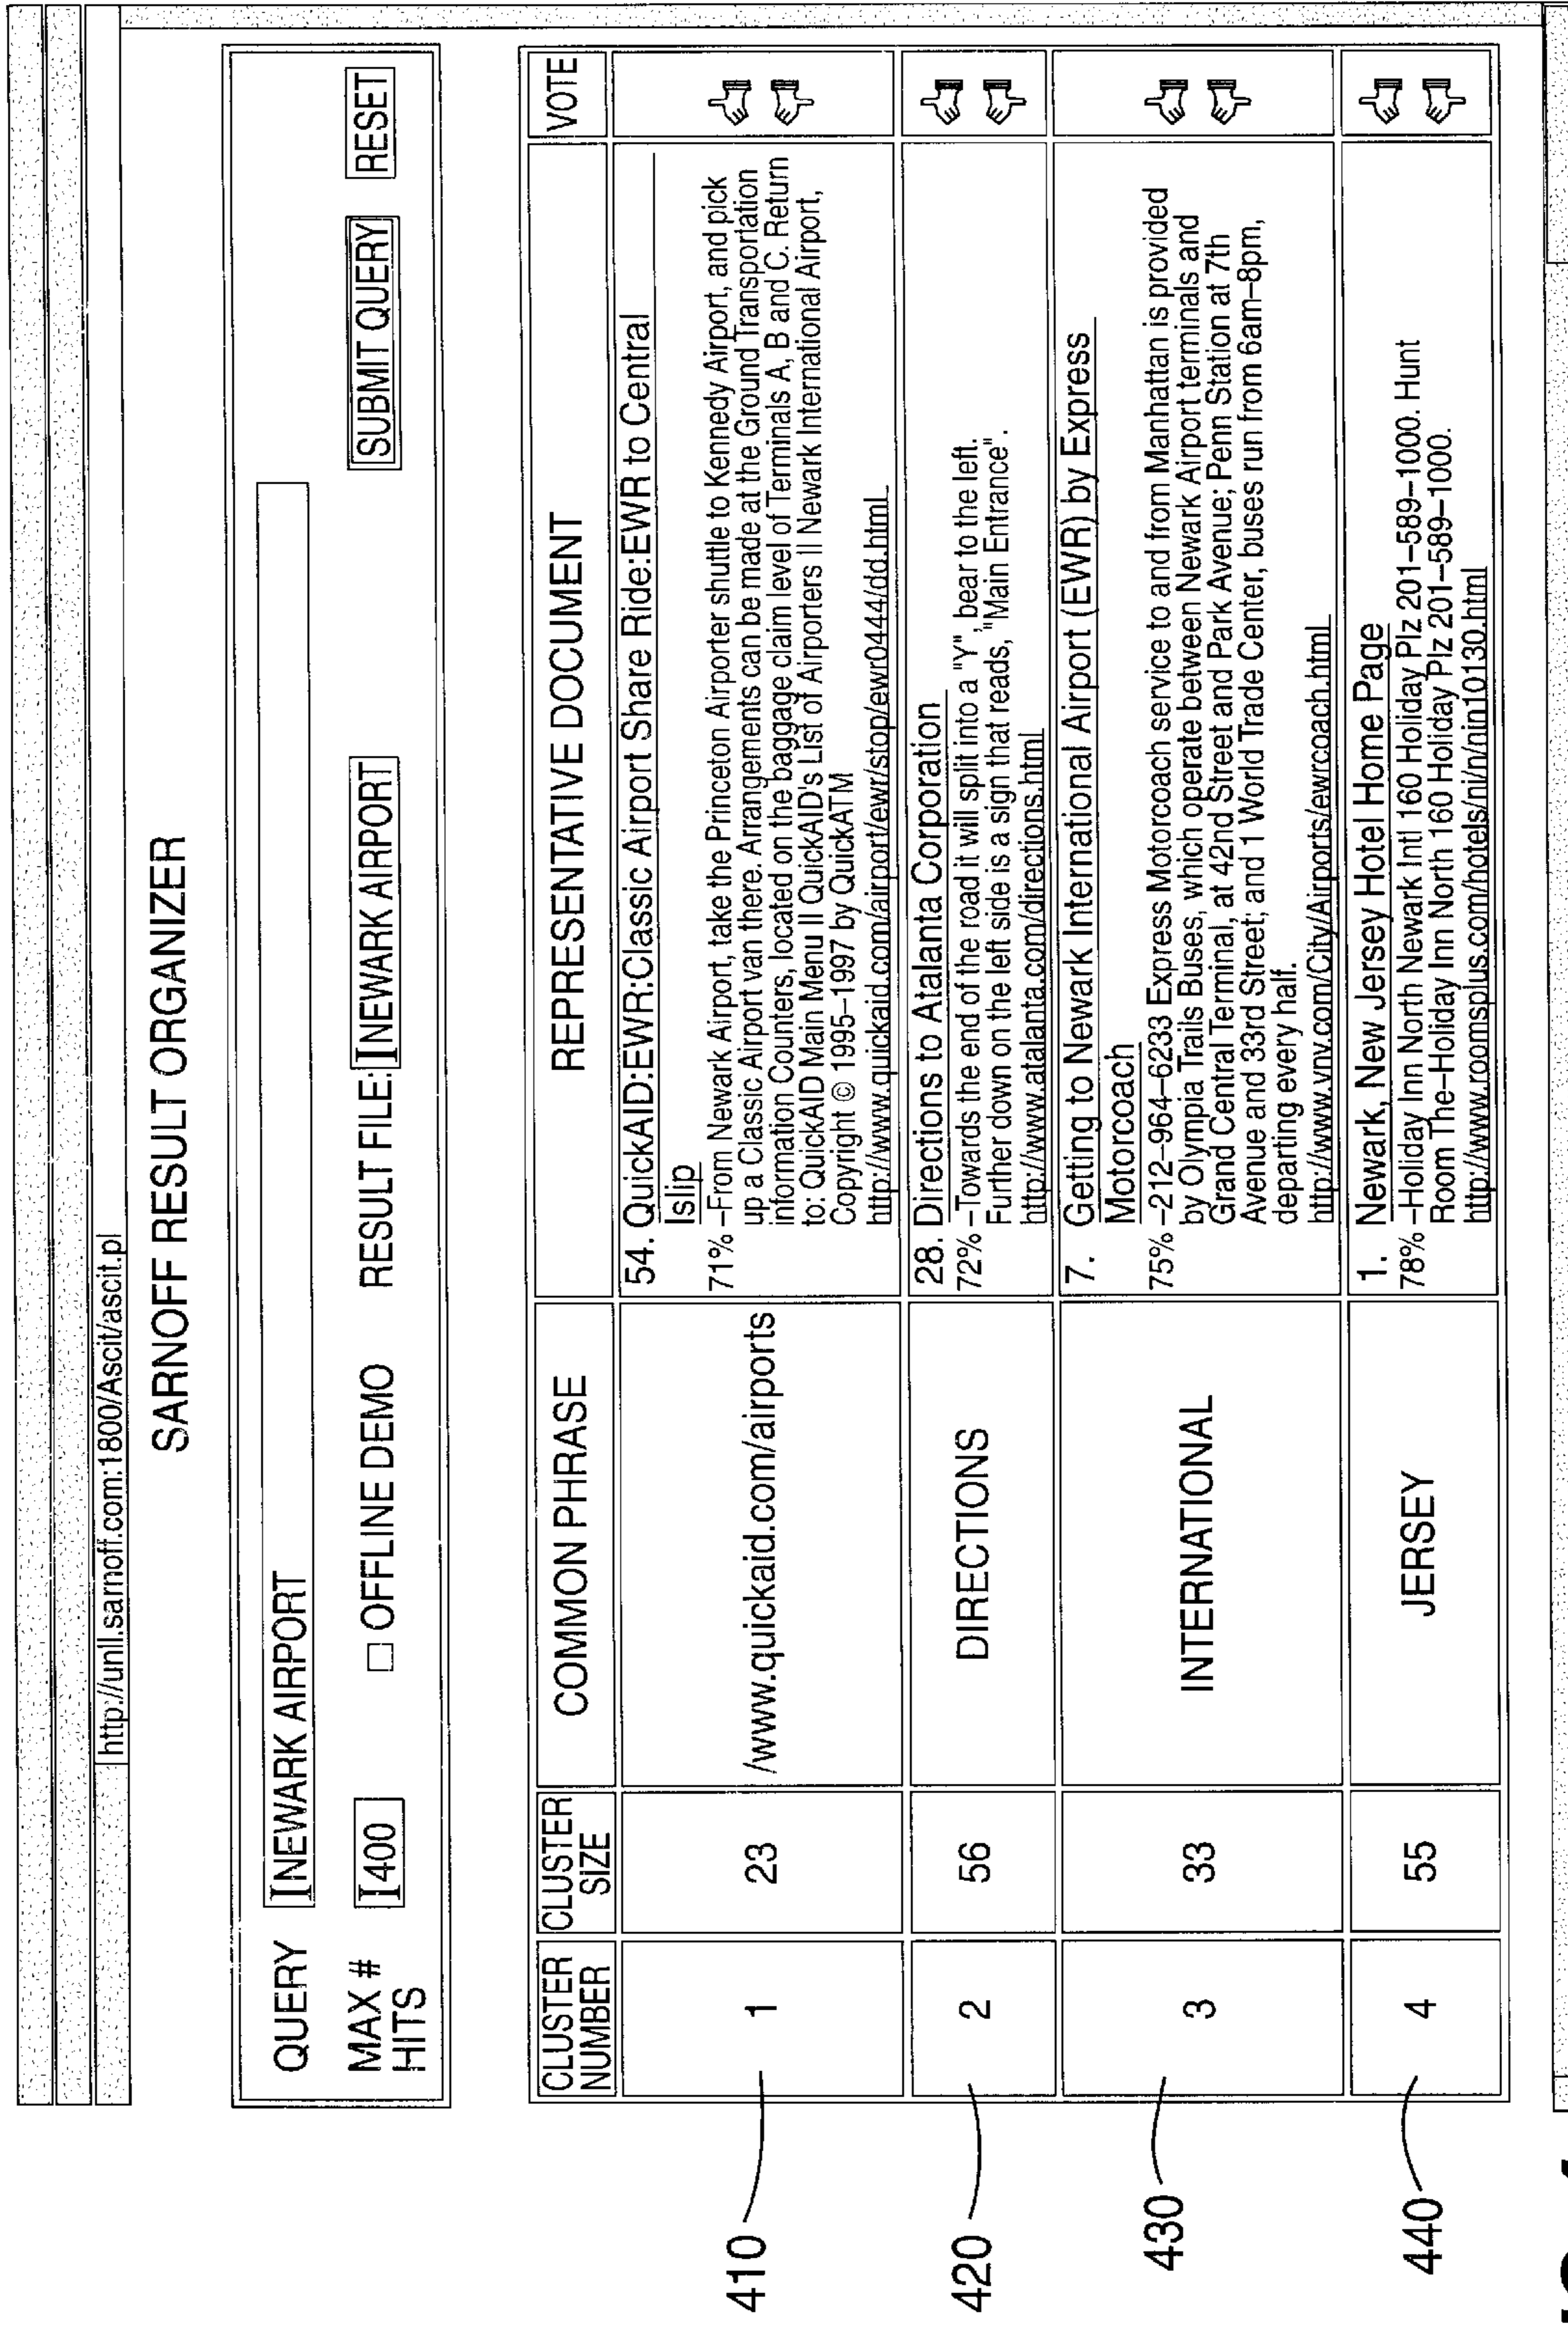 http://unll.sarnoff.com:1800/Ascit/ascit.pl
SARNOFF RESULT ORGANIZER
QUERY NEWARK AIRPORT
MAX #
HITS
400
OFFLINE DEMO
RESULT FILE: NEWARK AIRPORT
SUBMIT QUERY
RESET
CLUSTER
NUMBER
CLUSTER
SIZE
COMMON PHRASE
REPRESENTATIVE DOCUMENT
VOTE
410
1
23
/www.quickaid.com/airports
54. QuickAID:EWR:Classic Airport Share Ride:EWR to Central
Islip
71% –From Newark Airport, take the Princeton Airporter shuttle to Kennedy Airport, and pick
up a Classic Airport van there. Arrangements can be made at the Ground Transportation
information Counters, located on the baggage claim level of Terminals A, B and C. Return
to: QuickAID Main Menu II QuickAID's List of Airporters II Newark International Airport,
Copyright © 1995–1997 by QuickATM
http://www.quickaid.com/airport/ewr/stop/ewr0444/dd.html
420
2
56
DIRECTIONS
28. Directions to Atalanta Corporation
72% –Towards the end of the road it will split into a "Y", bear to the left.
Further down on the left side is a sign that reads, "Main Entrance".
http://www.atalanta.com/directions.html
430
3
33
INTERNATIONAL
7. Getting to Newark International Airport (EWR) by Express
Motorcoach
75% –212–964–6233 Express Motorcoach service to and from Manhattan is provided
by Olympia Trails Buses, which operate between Newark Airport terminals and
Grand Central Terminal, at 42nd Street and Park Avenue; Penn Station at 7th
Avenue and 33rd Street; and 1 World Trade Center, buses run from 6am–8pm,
departing every half.
http://www.vnv.com/City/Airports/ewrcoach.html
440
4
55
JERSEY
1. Newark, New Jersey Hotel Home Page
78% –Holiday Inn North Newark Intl 160 Holiday Plz 201–589–1000. Hunt
Room The–Holiday Inn North 160 Holiday Plz 201–589–1000.
http://www.roomsplus.com/hotels/nj/n/nin10130.html